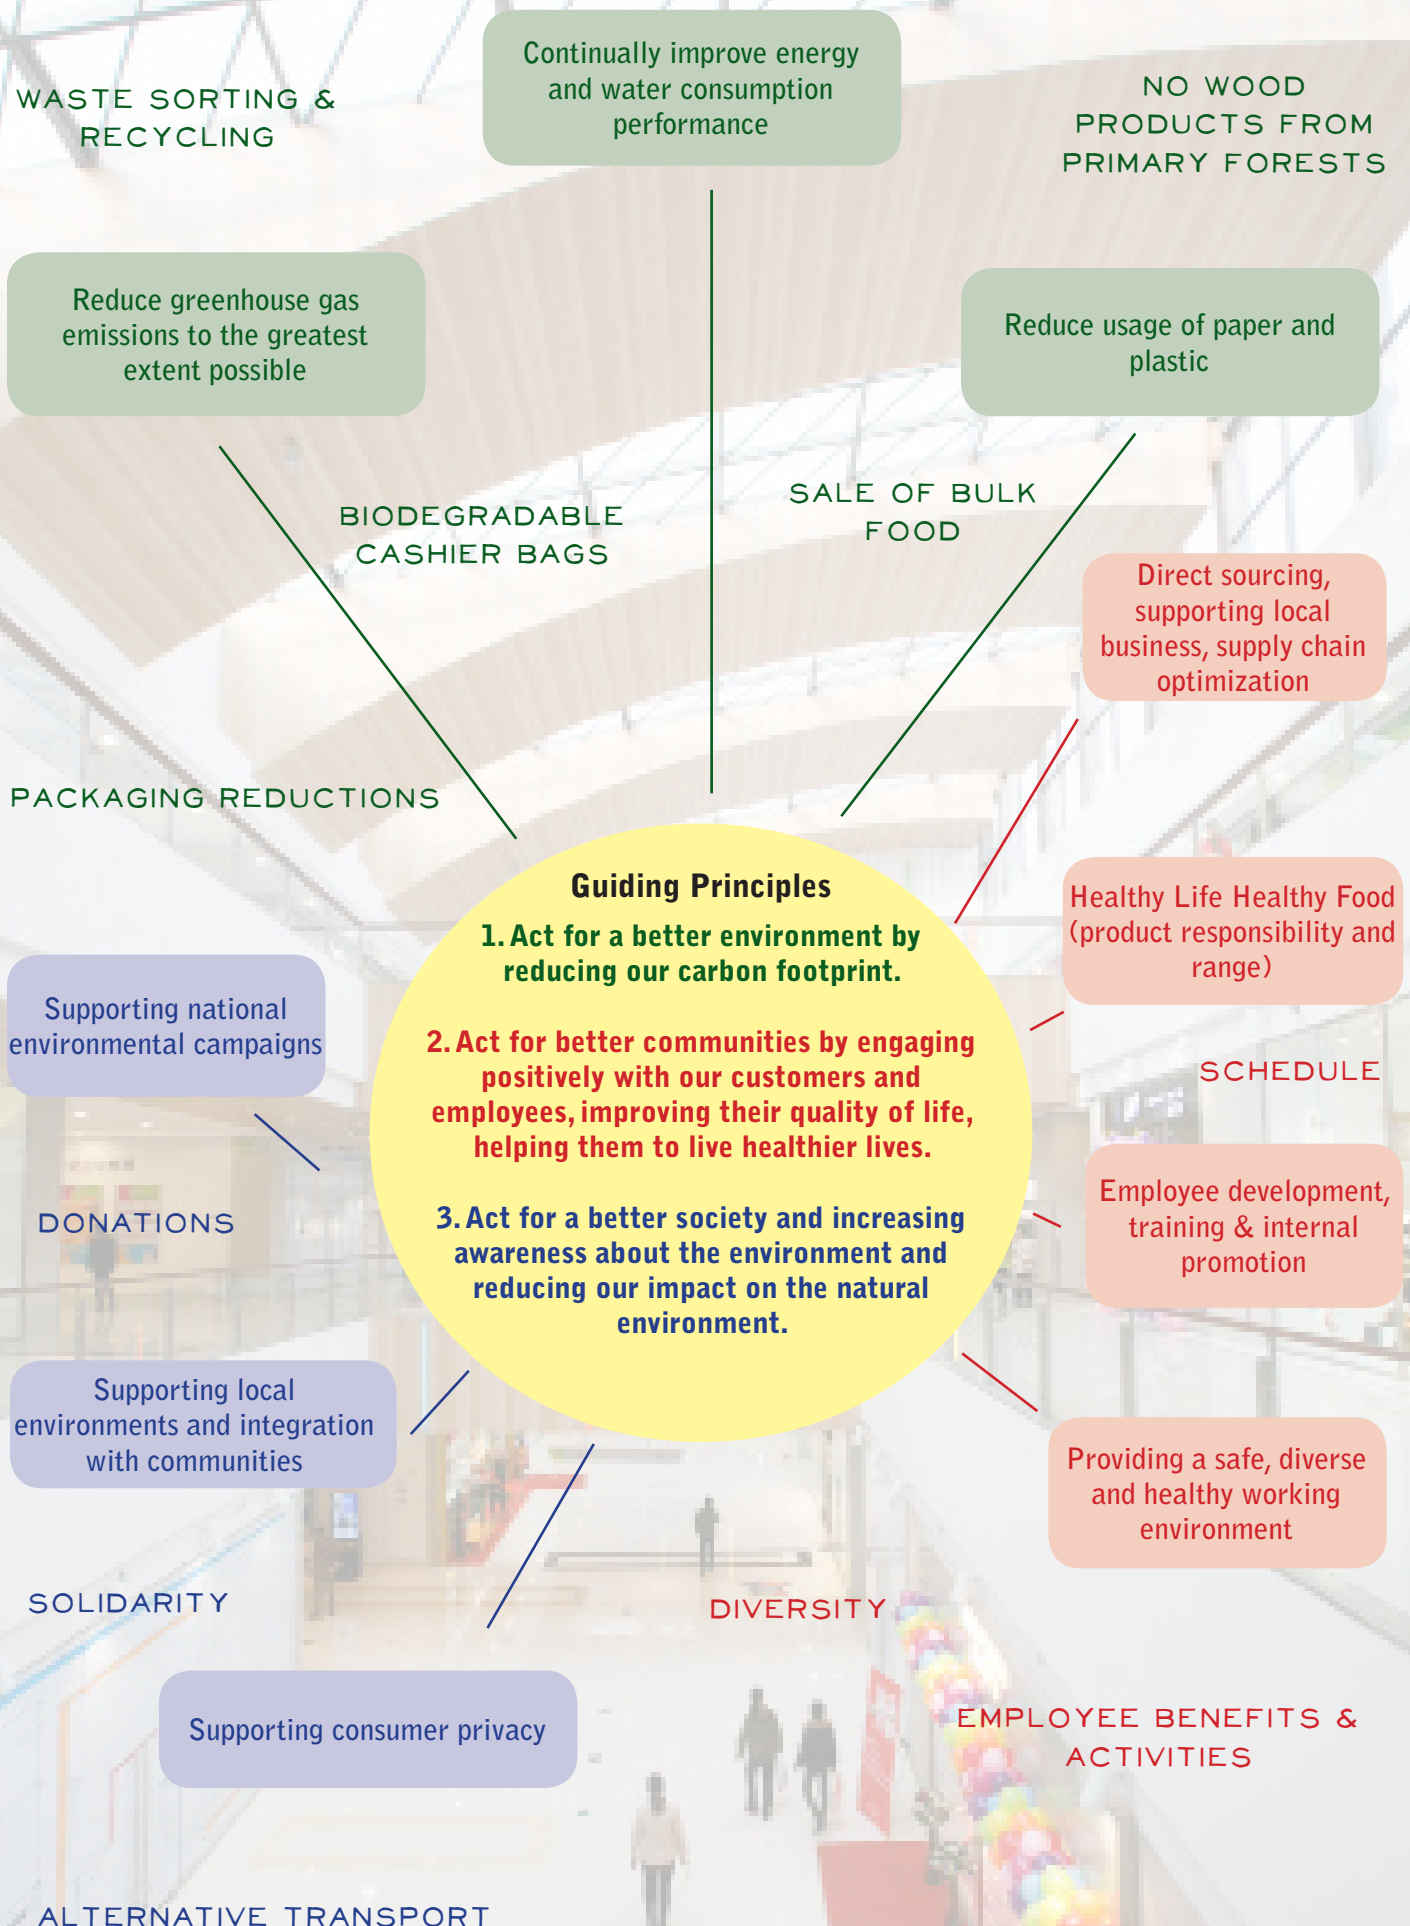 Continually improve energy
and water consumption
performance
WASTE SORTING &
RECYCLING
NO WOOD
PRODUCTS FROM
PRIMARY FORESTS
Reduce greenhouse gas
emissions to the greatest
extent possible
Reduce usage of paper and
plastic
BIODEGRADABLE
CASHIER BAGS
SALE OF BULK
FOOD
Direct sourcing,
supporting local
business, supply chain
optimization
PACKAGING REDUCTIONS
Guiding Principles
1. Act for a better environment by
reducing our carbon footprint.
2. Act for better communities by engaging
positively with our customers and
employees, improving their quality of life,
helping them to live healthier lives.
3. Act for a better society and increasing
awareness about the environment and
reducing our impact on the natural
environment.
Healthy Life Healthy Food
(product responsibility and
range)
Supporting national
environmental campaigns
SCHEDULE
Employee development,
training & internal
promotion
DONATIONS
Supporting local
environments and integration
with communities
Providing a safe, diverse
and healthy working
environment
SOLIDARITY
DIVERSITY
Supporting consumer privacy
EMPLOYEE BENEFITS &
ACTIVITIES
ALTERNATIVE TRANSPORT